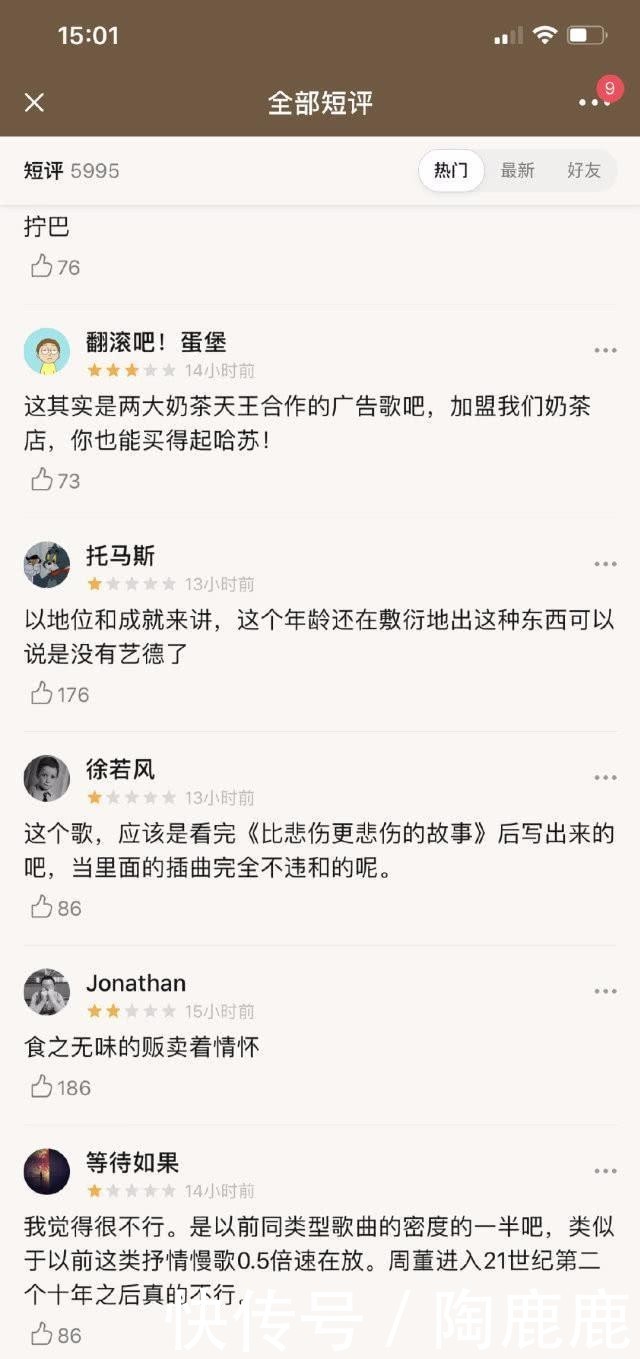 15:01
全部短评
9
短评 5995
热门 最新 好友
拧巴
76
翻滚吧！蛋堡
14小时前
这其实是两大奶茶天王合作的广告歌吧，加盟我们奶茶
店，你也能买得起哈苏！
73
托马斯
13小时前
以地位和成就来讲，这个年龄还在敷衍地出这种东西可以
说是没有艺德了
176
徐若风
13小时前
这个歌，应该是看完《比悲伤更悲伤的故事》后写出来的
吧，当里面的插曲完全不违和的呢。
86
Jonathan
15小时前
食之无味的贩卖着情怀
186
等待如果
14小时前
我觉得很不行。是以前同类型歌曲的密度的一半吧，类似
于以前这类抒情慢歌0.5倍速在放。周董进入21世纪第二
个十年之后真的不行。
86
快传号 / 陶鹿鹿